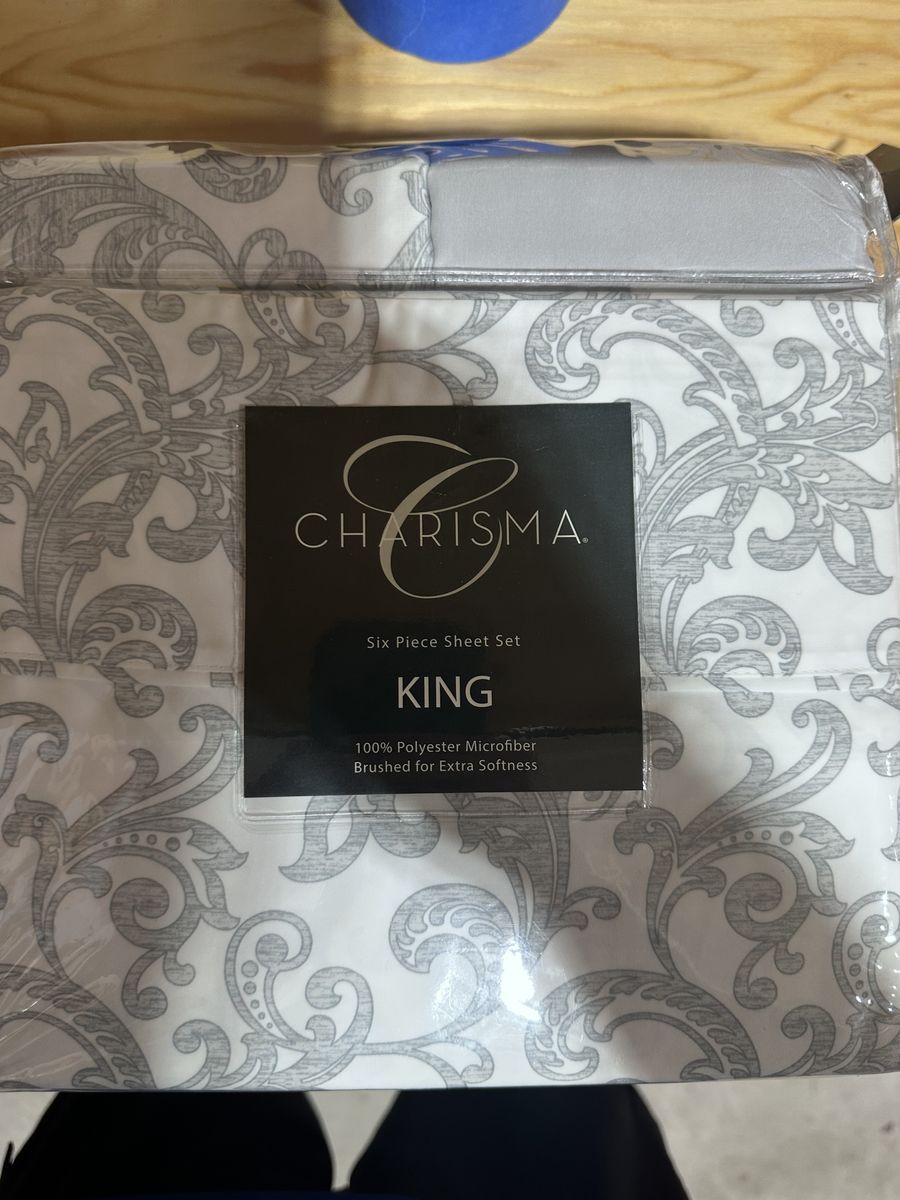 CHARISMA®
Six Piece Sheet Set
KING
100% Polyester Microfiber
Brushed for Extra Softness